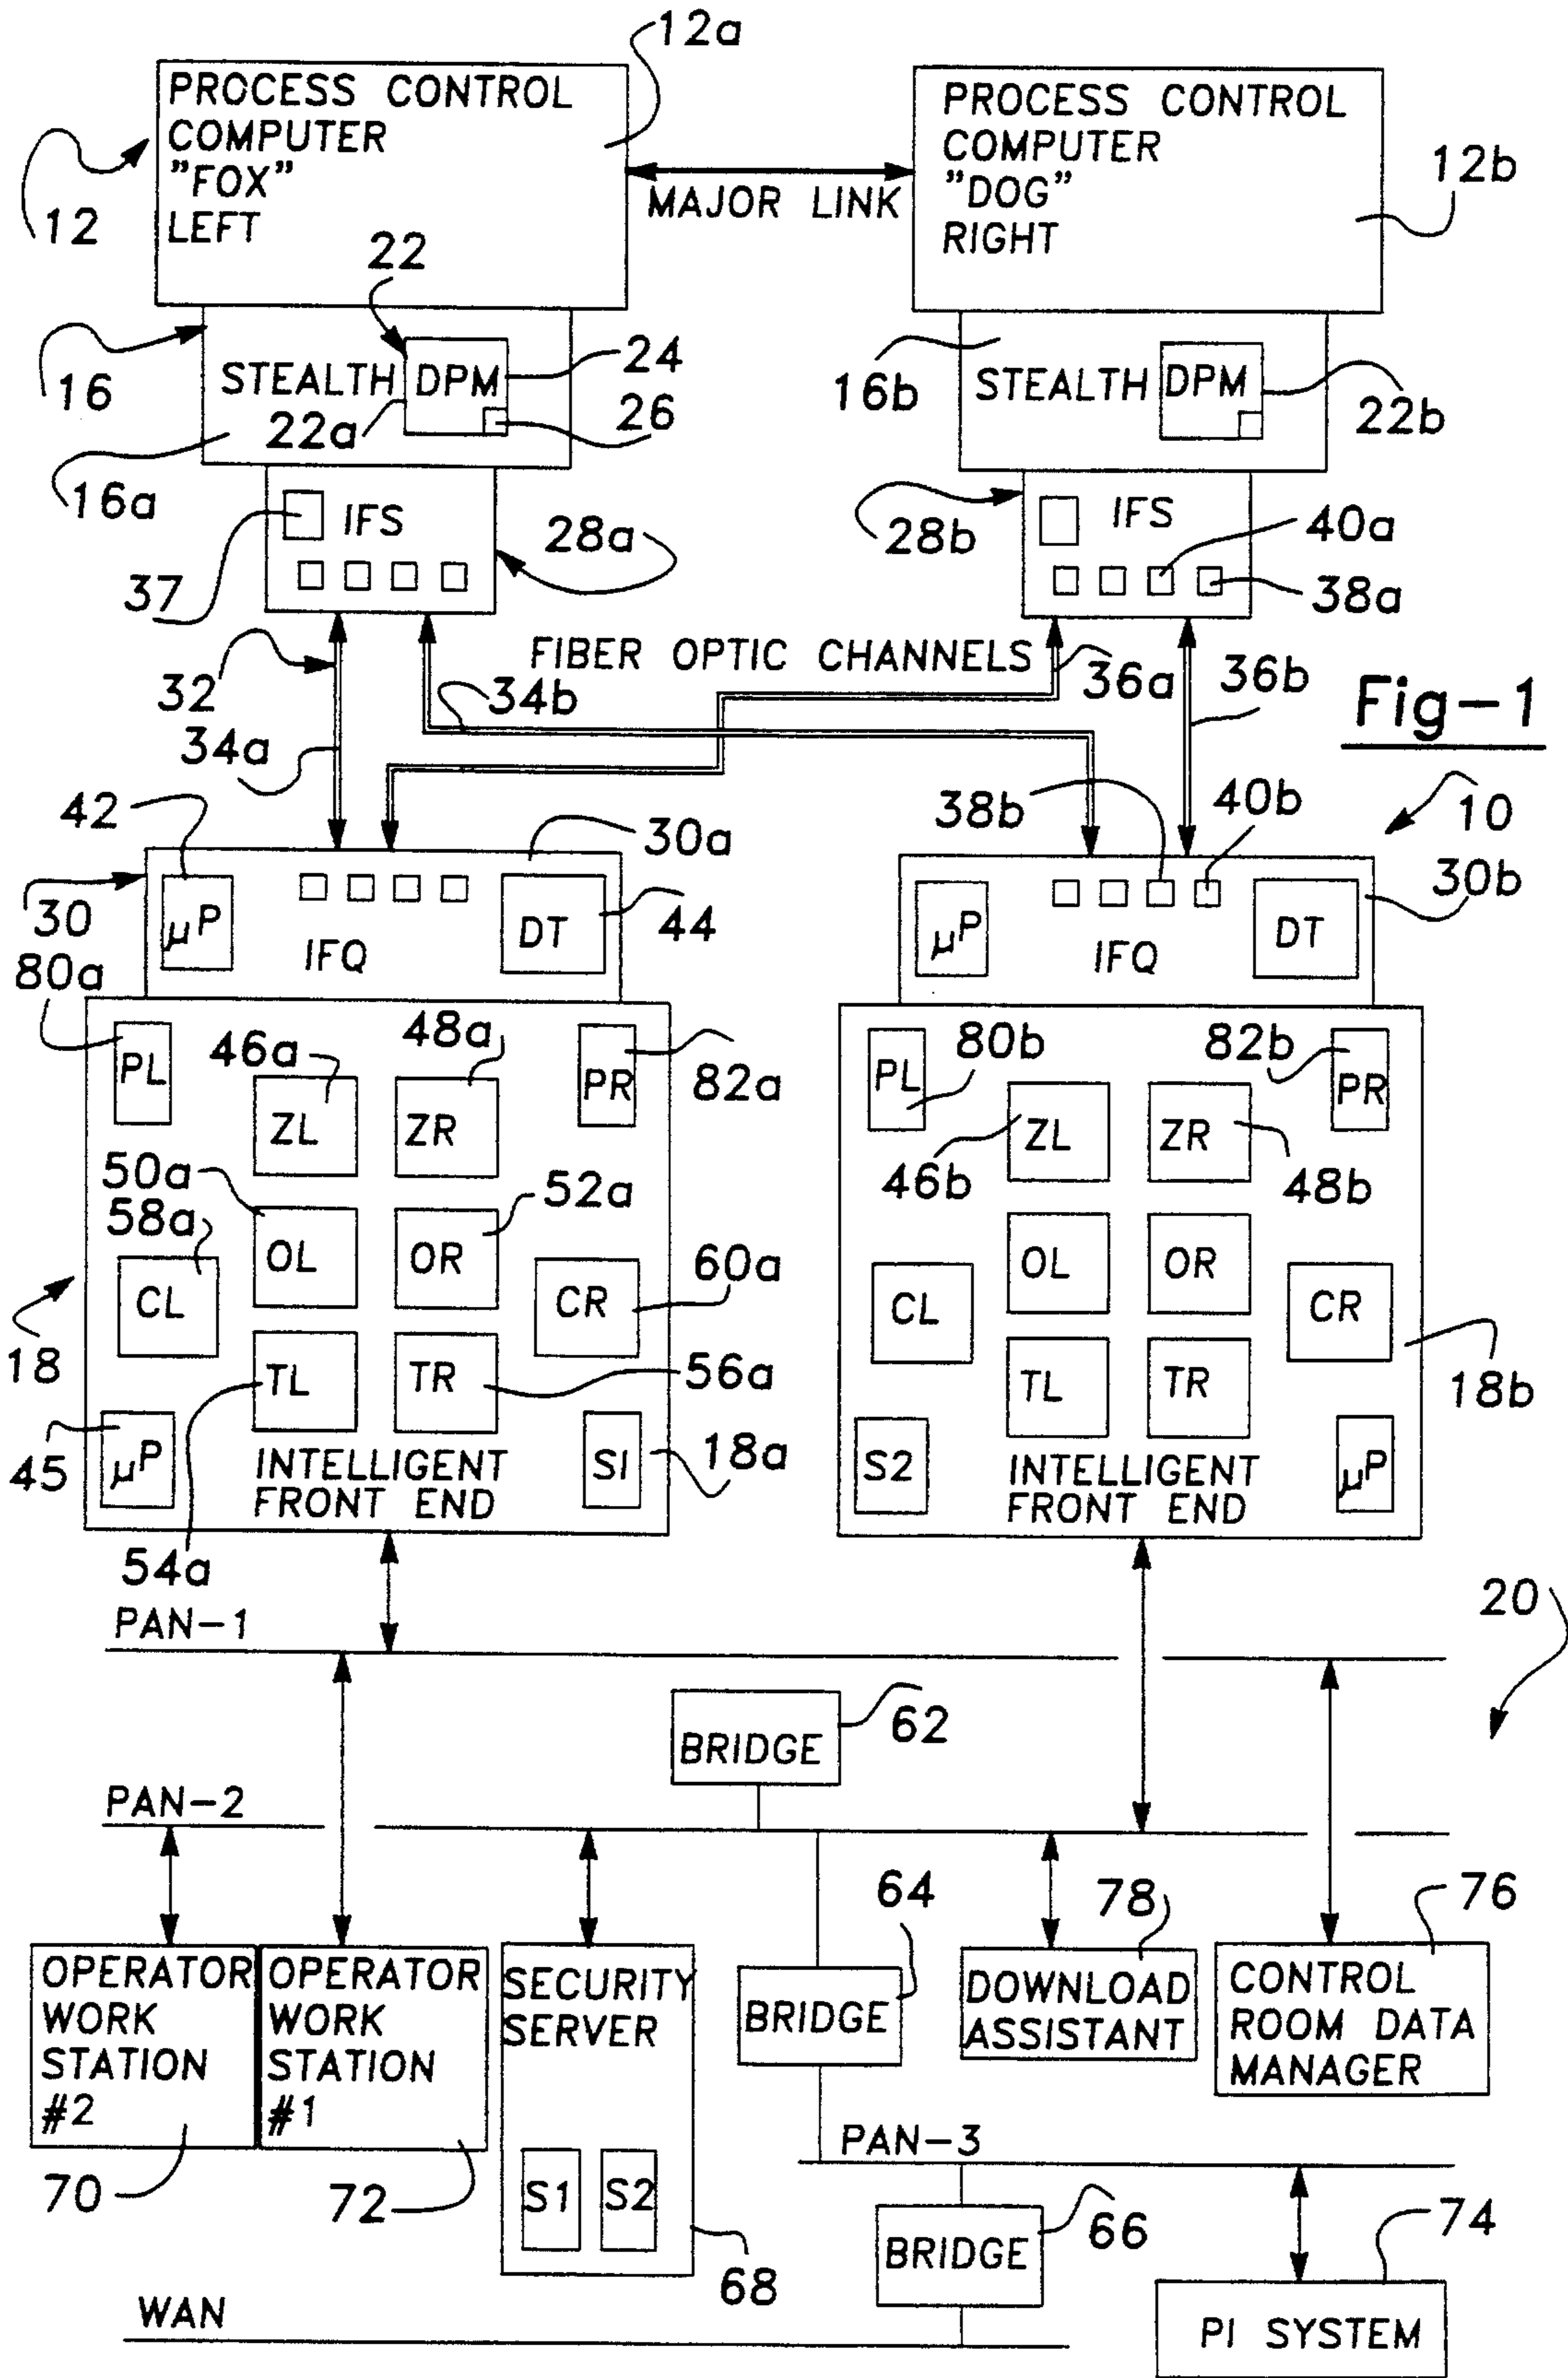 12a
PROCESS CONTROL
COMPUTER
"FOX"
LEFT
12
MAJOR LINK
PROCESS CONTROL
COMPUTER
"DOG"
RIGHT
12b
22
16
STEALTH
DPM
24
22a
26
16a
16b
STEALTH
DPM
22b
IFS
28a
37
28b
IFS
40a
38a
32
FIBER OPTIC CHANNELS
36a
36b
34b
34a
Fig-1
10
42
30a
38b
40b
30
µP
IFQ
DT
44
µP
IFQ
DT
30b
80a
PL
46a
48a
PR
82a
ZL
ZR
50a
52a
58a
OL
OR
CL
CR
60a
18
TL
TR
56a
45
µP
INTELLIGENT
FRONT END
S1
18a
54a
PL
80b
82b
PR
ZL
ZR
46b
48b
OL
OR
CL
CR
TL
TR
18b
S2
INTELLIGENT
FRONT END
µP
20
PAN-1
BRIDGE
62
PAN-2
64
78
76
OPERATOR
WORK
STATION
#2
70
OPERATOR
WORK
STATION
#1
72
SECURITY
SERVER
S1
S2
68
BRIDGE
DOWNLOAD
ASSISTANT
CONTROL
ROOM DATA
MANAGER
PAN-3
BRIDGE
66
74
WAN
PI SYSTEM